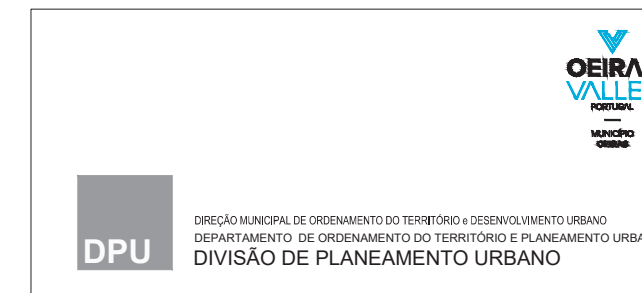 OEIRA
VALLE
PORTUGAL
MUNICÍPIO
OEIRAS
DPU
DIREÇÃO MUNICIPAL DE ORDENAMENTO DO TERRITÓRIO e DESENVOLVIMENTO URBANO
DEPARTAMENTO DE ORDENAMENTO DO TERRITÓRIO E PLANEAMENTO URBA
DIVISÃO DE PLANEAMENTO URBANO